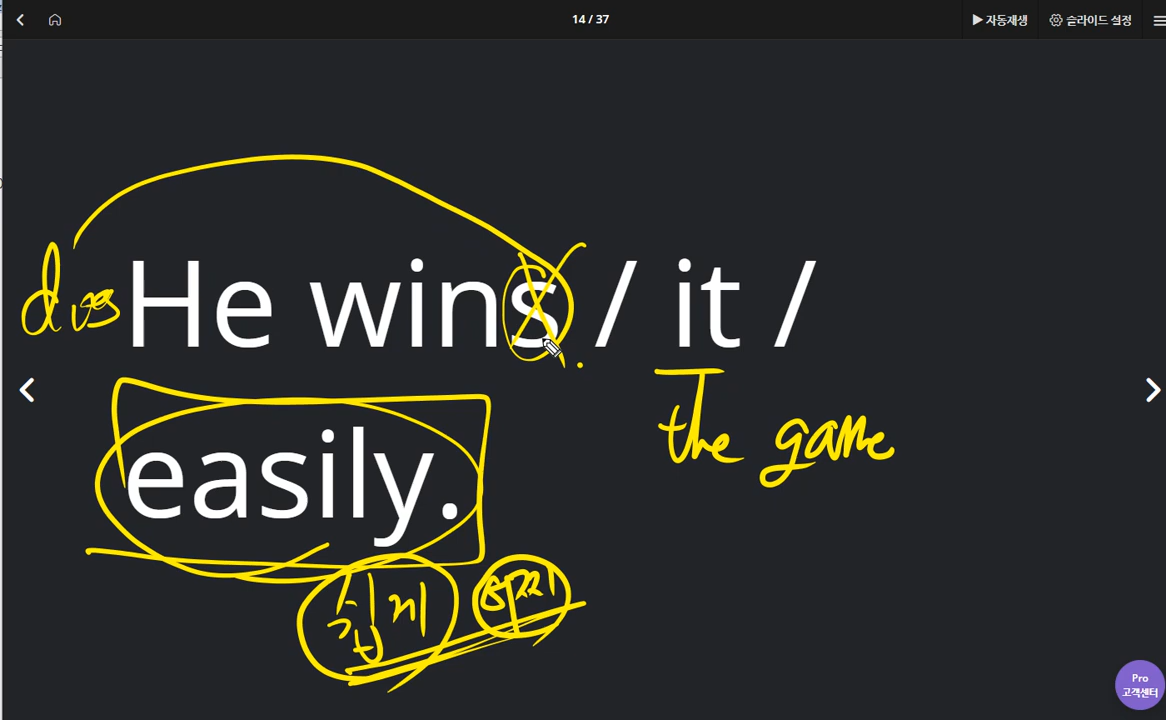 14 / 37
▶ 자동재생
슬라이드 설정
does
He wins / it /
the game
easily.
쉽게
Pro
고객센터